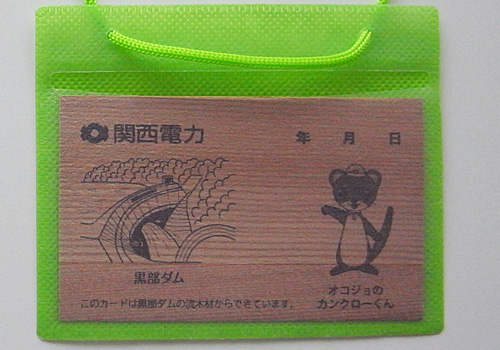 関西電力
年 月 日
黒部ダム
このカードは黒部ダムの流木材からできています。
オコジョの
カンクローくん